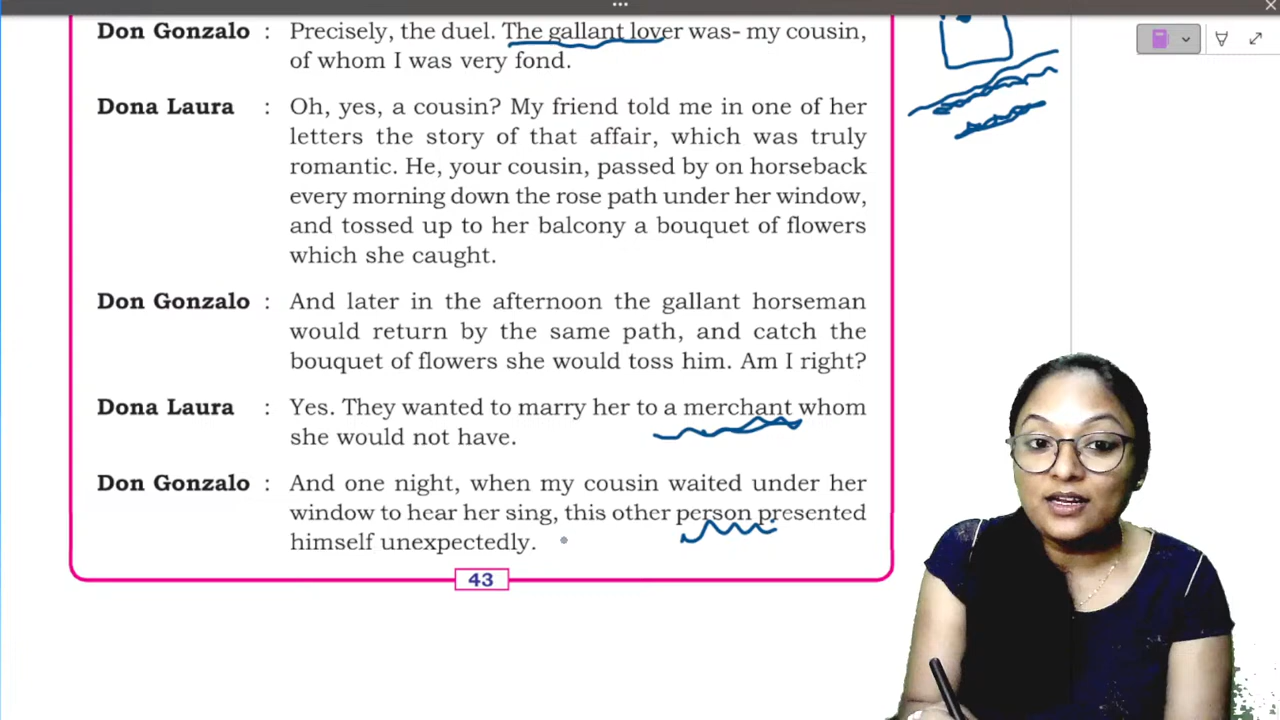 Don Gonzalo : Precisely, the duel. The gallant lover was- my cousin,
of whom I was very fond.
Dona Laura : Oh, yes, a cousin? My friend told me in one of her
letters the story of that affair, which was truly
romantic. He, your cousin, passed by on horseback
every morning down the rose path under her window,
and tossed up to her balcony a bouquet of flowers
which she caught.
Don Gonzalo : And later in the afternoon the gallant horseman
would return by the same path, and catch the
bouquet of flowers she would toss him. Am I right?
Dona Laura : Yes. They wanted to marry her to a merchant whom
she would not have.
Don Gonzalo : And one night, when my cousin waited under her
window to hear her sing, this other person presented
himself unexpectedly.
43